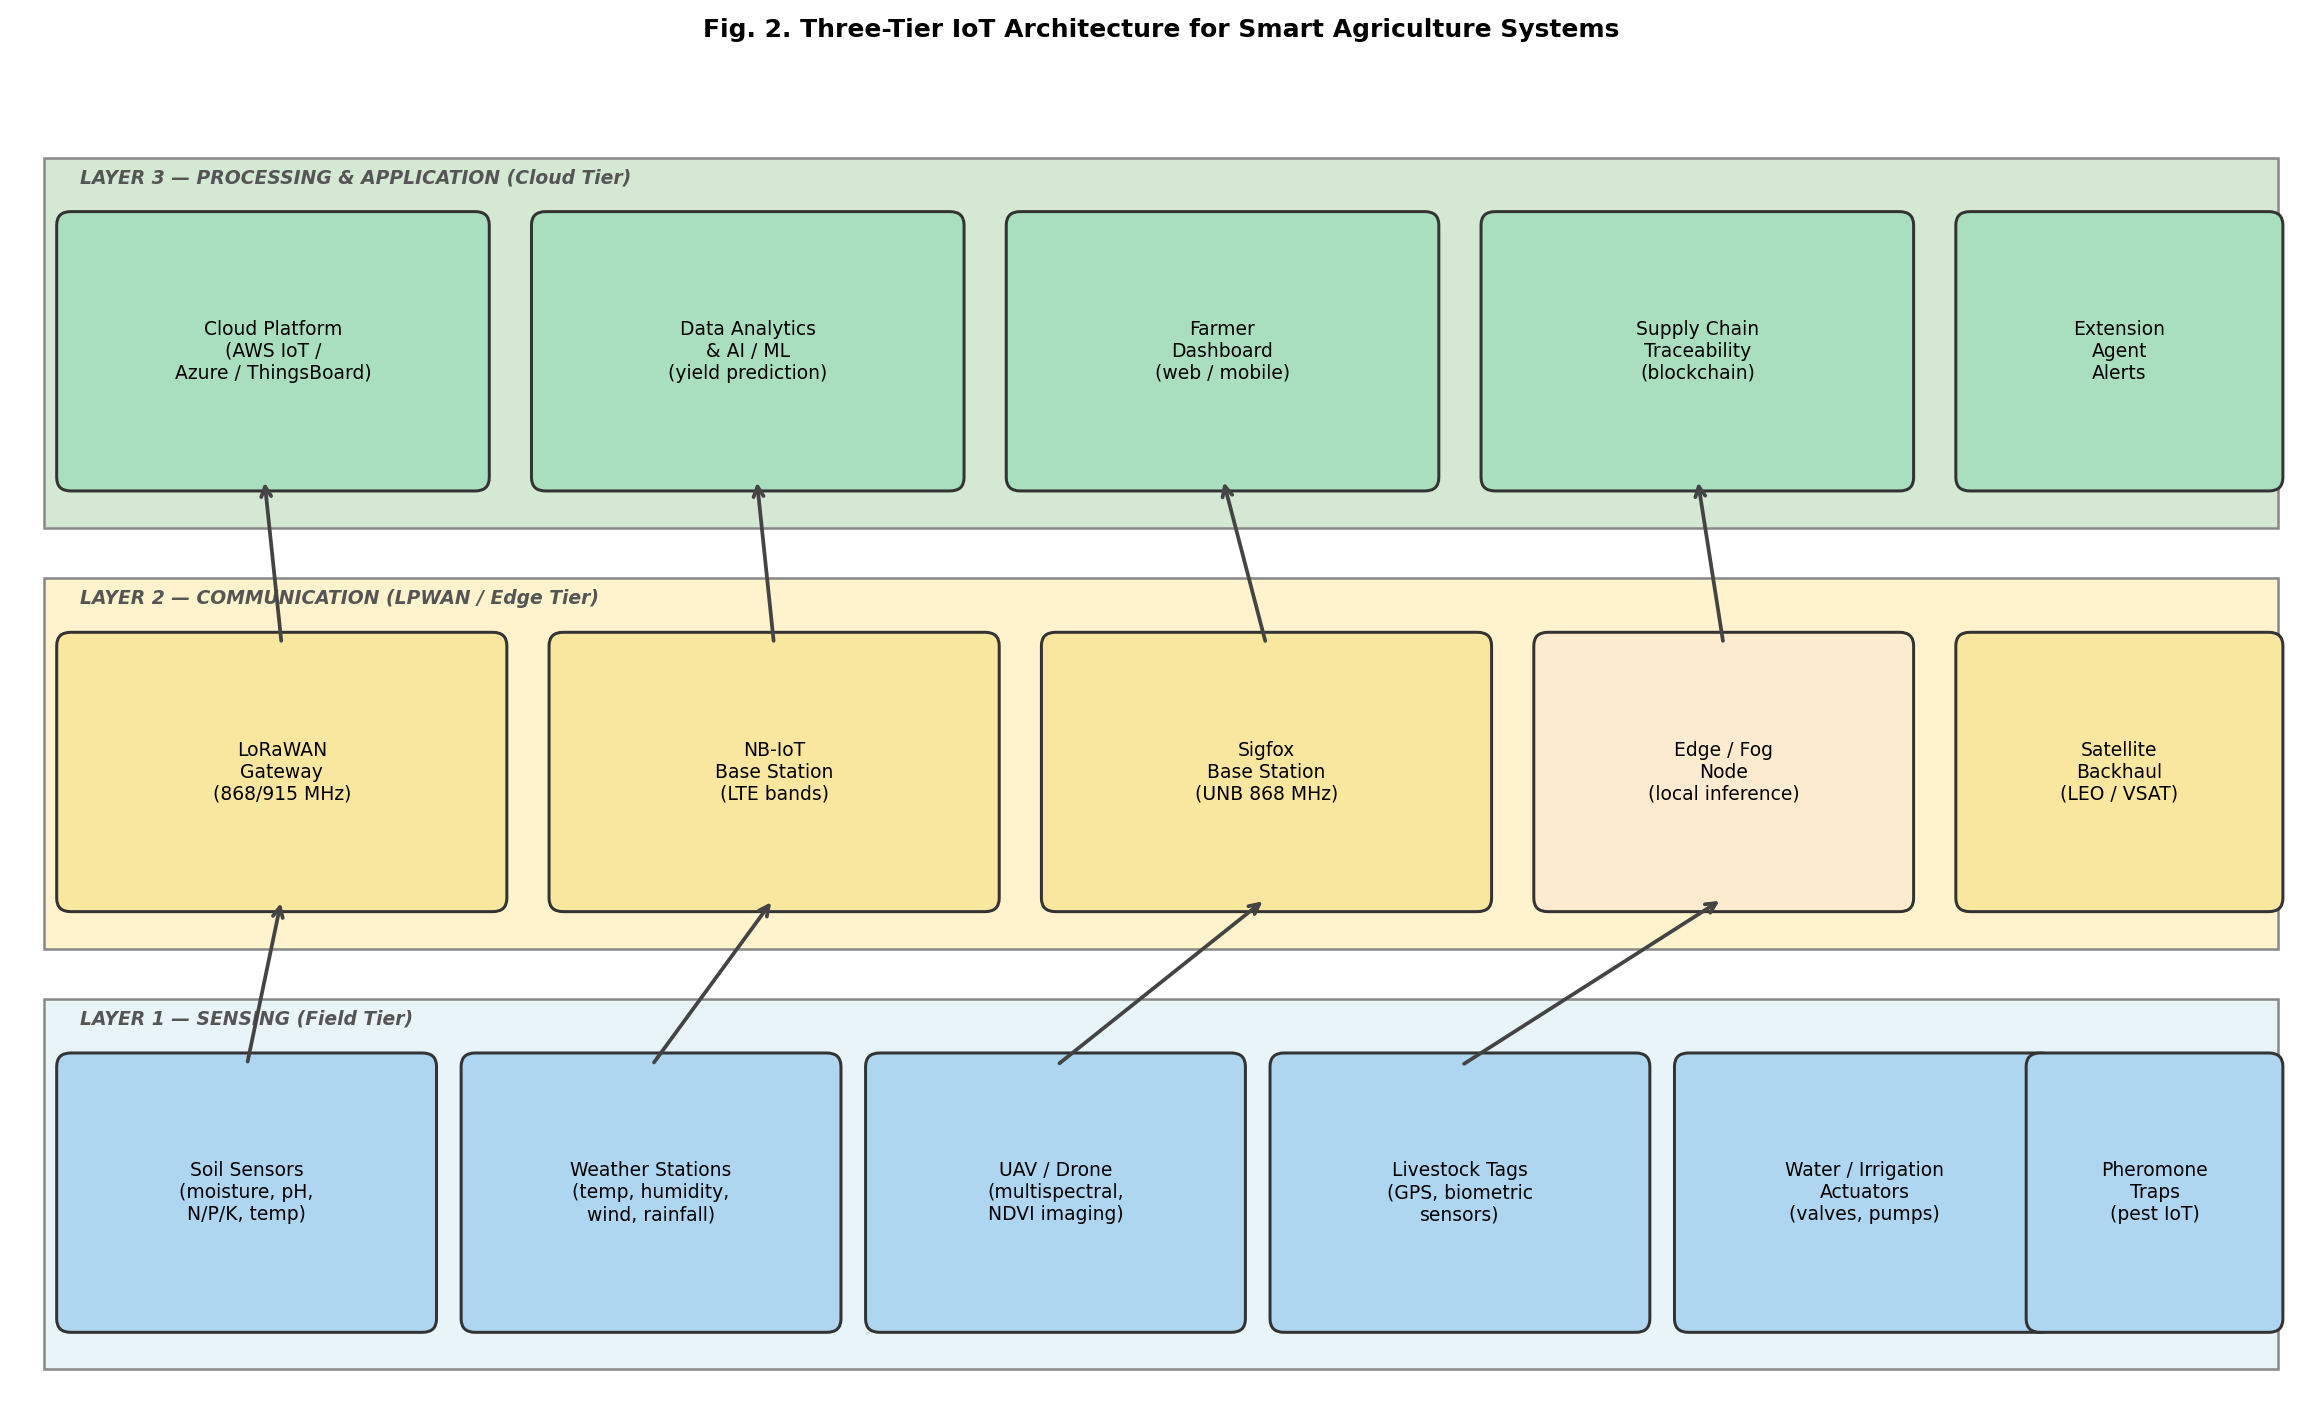 Fig. 2. Three-Tier IoT Architecture for Smart Agriculture Systems
LAYER 3 — PROCESSING & APPLICATION (Cloud Tier)
Cloud Platform
(AWS IoT /
Azure / ThingsBoard)
Data Analytics
& AI / ML
(yield prediction)
Farmer
Dashboard
(web / mobile)
Supply Chain
Traceability
(blockchain)
Extension
Agent
Alerts
LAYER 2 — COMMUNICATION (LPWAN / Edge Tier)
LoRaWAN
Gateway
(868/915 MHz)
NB-IoT
Base Station
(LTE bands)
Sigfox
Base Station
(UNB 868 MHz)
Edge / Fog
Node
(local inference)
Satellite
Backhaul
(LEO / VSAT)
LAYER 1 — SENSING (Field Tier)
Soil Sensors
(moisture, pH,
N/P/K, temp)
Weather Stations
(temp, humidity,
wind, rainfall)
UAV / Drone
(multispectral,
NDVI imaging)
Livestock Tags
(GPS, biometric
sensors)
Water / Irrigation
Actuators
(valves, pumps)
Pheromone
Traps
(pest IoT)